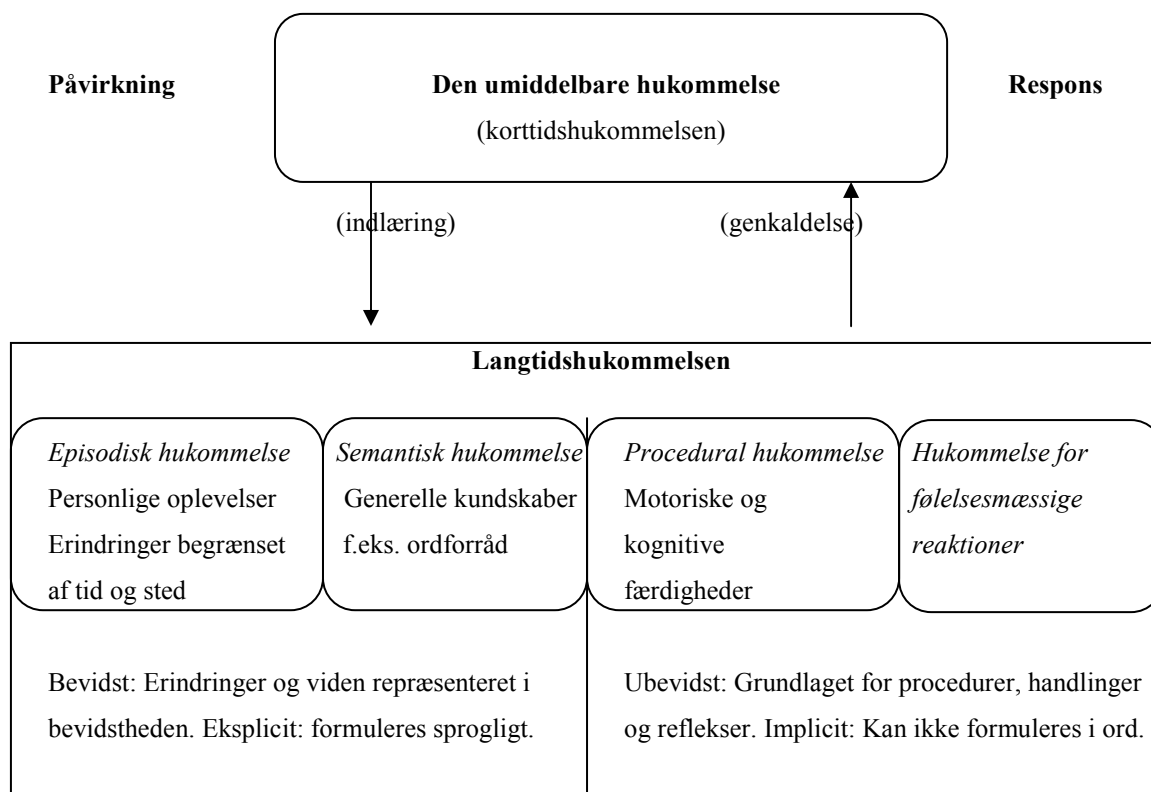 Påvirkning
Den umiddelbare hukommelse
Respons
(korttidshukommelsen)
(indlæring)
(genkaldelse)
Langtidshukommelsen
Episodisk hukommelse
Personlige oplevelser
Erindringer begrænset
af tid og sted
Semantisk hukommelse
Generelle kundskaber
f.eks. ordforråd
Procedural hukommelse
Motoriske og
kognitive
færdigheder
Hukommelse for
følelsesmæssige
reaktioner
Bevidst: Erindringer og viden repræsenteret i
bevidstheden. Eksplicit: formuleres sprogligt.
Ubevidst: Grundlaget for procedurer, handlinger
og reflekser. Implicit: Kan ikke formuleres i ord.